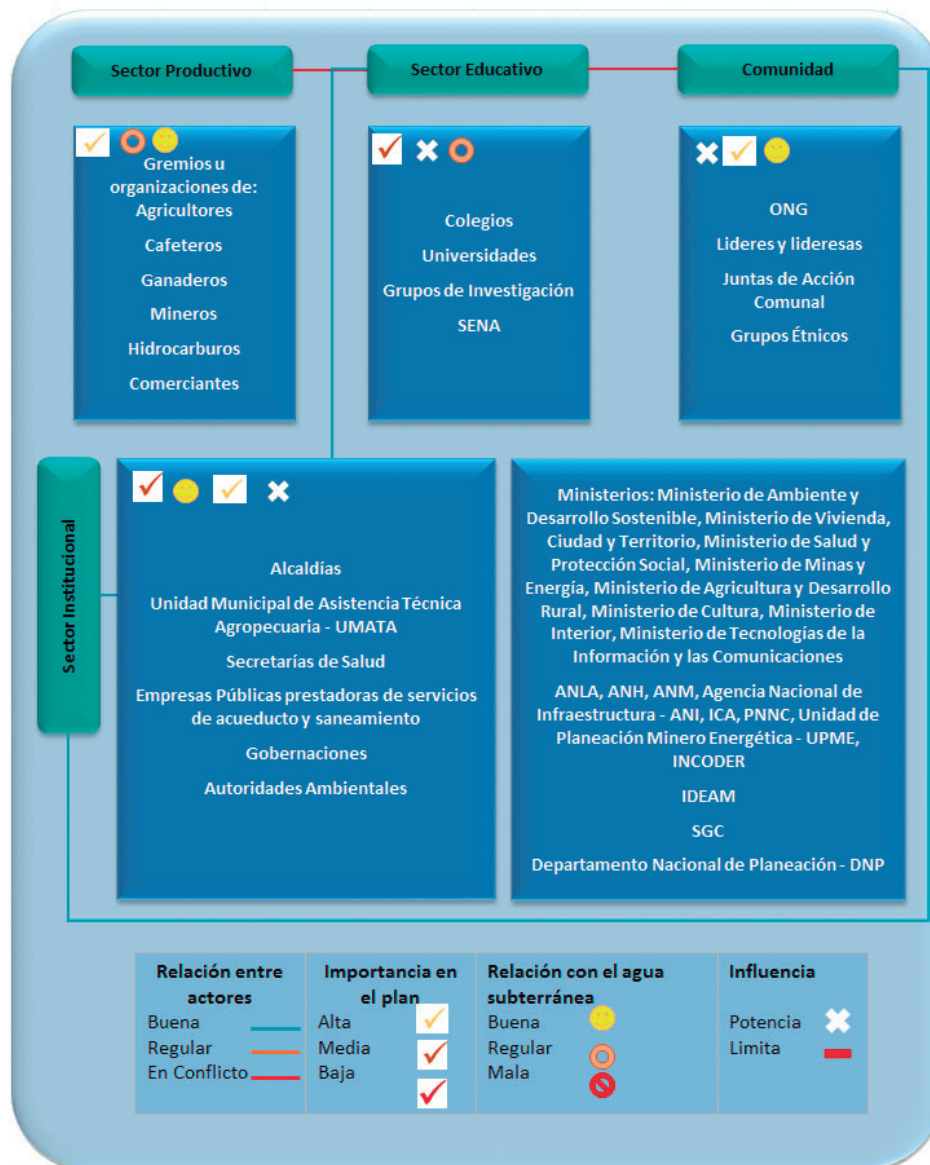 Sector Productivo
Sector Educativo
Comunidad
Gremios u
organizaciones de:
Agricultores
Cafeteros
Ganaderos
Mineros
Hidrocarburos
Comerciantes
Colegios
Universidades
Grupos de Investigación
SENA
ONG
Lideres y lideresas
Juntas de Acción
Comunal
Grupos Étnicos
Sector Institucional
Alcaldías
Unidad Municipal de Asistencia Técnica
Agropecuaria - UMATA
Secretarías de Salud
Empresas Públicas prestadoras de servicios
de acueducto y saneamiento
Gobernaciones
Autoridades Ambientales
Ministerios: Ministerio de Ambiente y
Desarrollo Sostenible, Ministerio de Vivienda,
Ciudad y Territorio, Ministerio de Salud y
Protección Social, Ministerio de Minas y
Energía, Ministerio de Agricultura y Desarrollo
Rural, Ministerio de Cultura, Ministerio de
Interior, Ministerio de Tecnologías de la
Información y las Comunicaciones
ANLA, ANH, ANM, Agencia Nacional de
Infraestructura - ANI, ICA, PNNC, Unidad de
Planeación Minero Energética - UPME,
INCODER
IDEAM
SGC
Departamento Nacional de Planeación - DNP
Relación entre
actores
Buena
Regular
En Conflicto
Importancia en
el plan
Alta
Media
Baja
Relación con el agua
subterránea
Buena
Regular
Mala
Influencia
Potencia
Limita